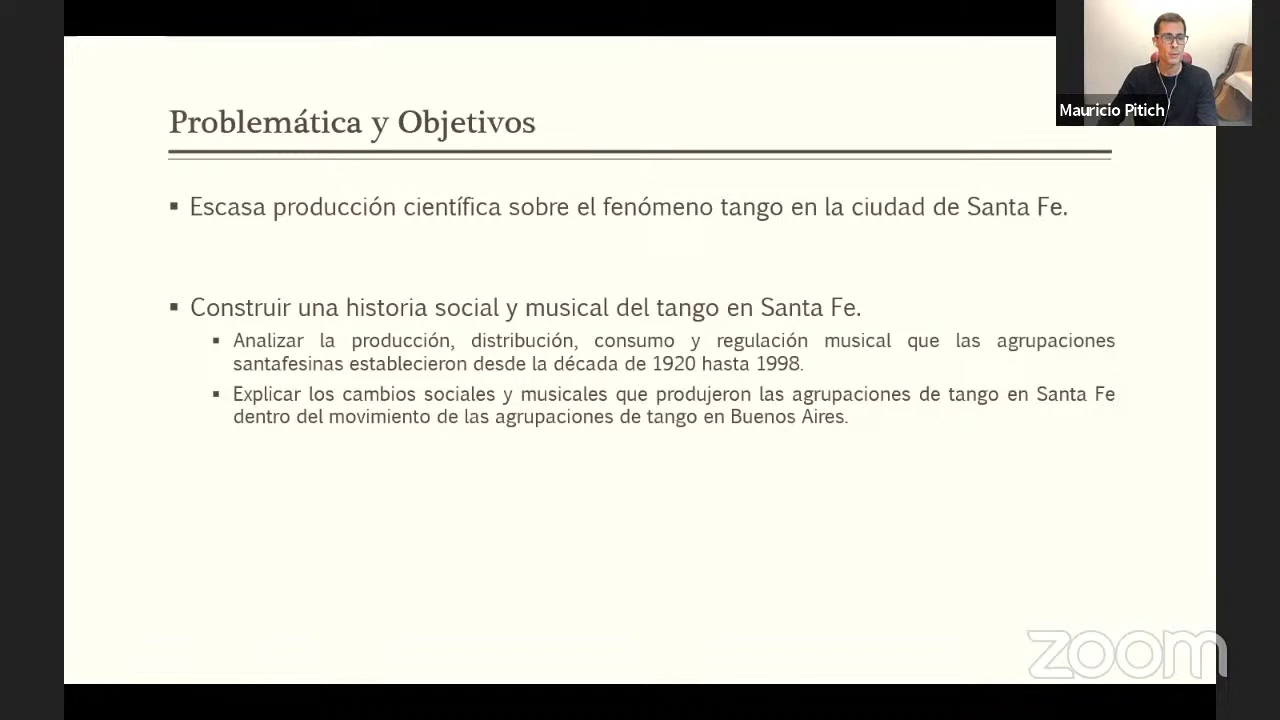 Problemática y Objetivos
Mauricio Pitich
▪ Escasa producción científica sobre el fenómeno tango en la ciudad de Santa Fe.
▪ Construir una historia social y musical del tango en Santa Fe.
▪ Analizar la producción, distribución, consumo y regulación musical que las agrupaciones
santafesinas establecieron desde la década de 1920 hasta 1998.
▪ Explicar los cambios sociales y musicales que produjeron las agrupaciones de tango en Santa Fe
dentro del movimiento de las agrupaciones de tango en Buenos Aires.
zoom